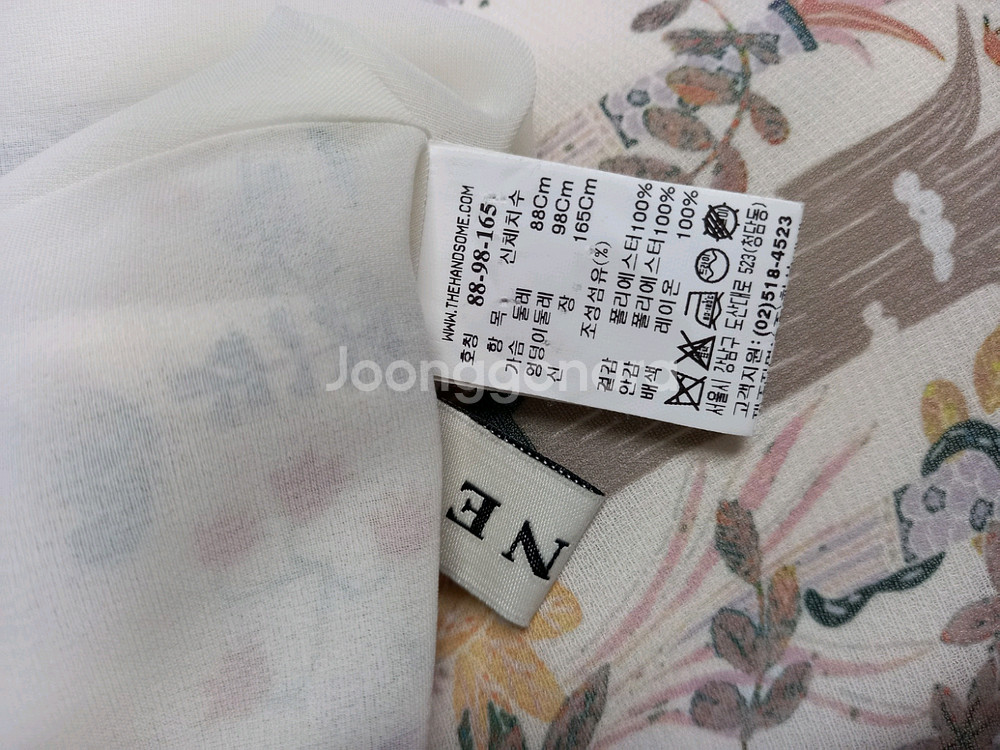 WWW.THEHANDSOME.COM
호칭 88-98-165
항 목 신체치수
가슴 둘레 88Cm
엉덩이둘레 98Cm
신 장 165Cm
조성섬유(%)
겉감 폴리에스터100%
안감 폴리에스터100%
배색 레이온 100%
서울시 강남구 도산대로 523(청담동)
고객지원: (02)518-4523
NE
Joonggonara